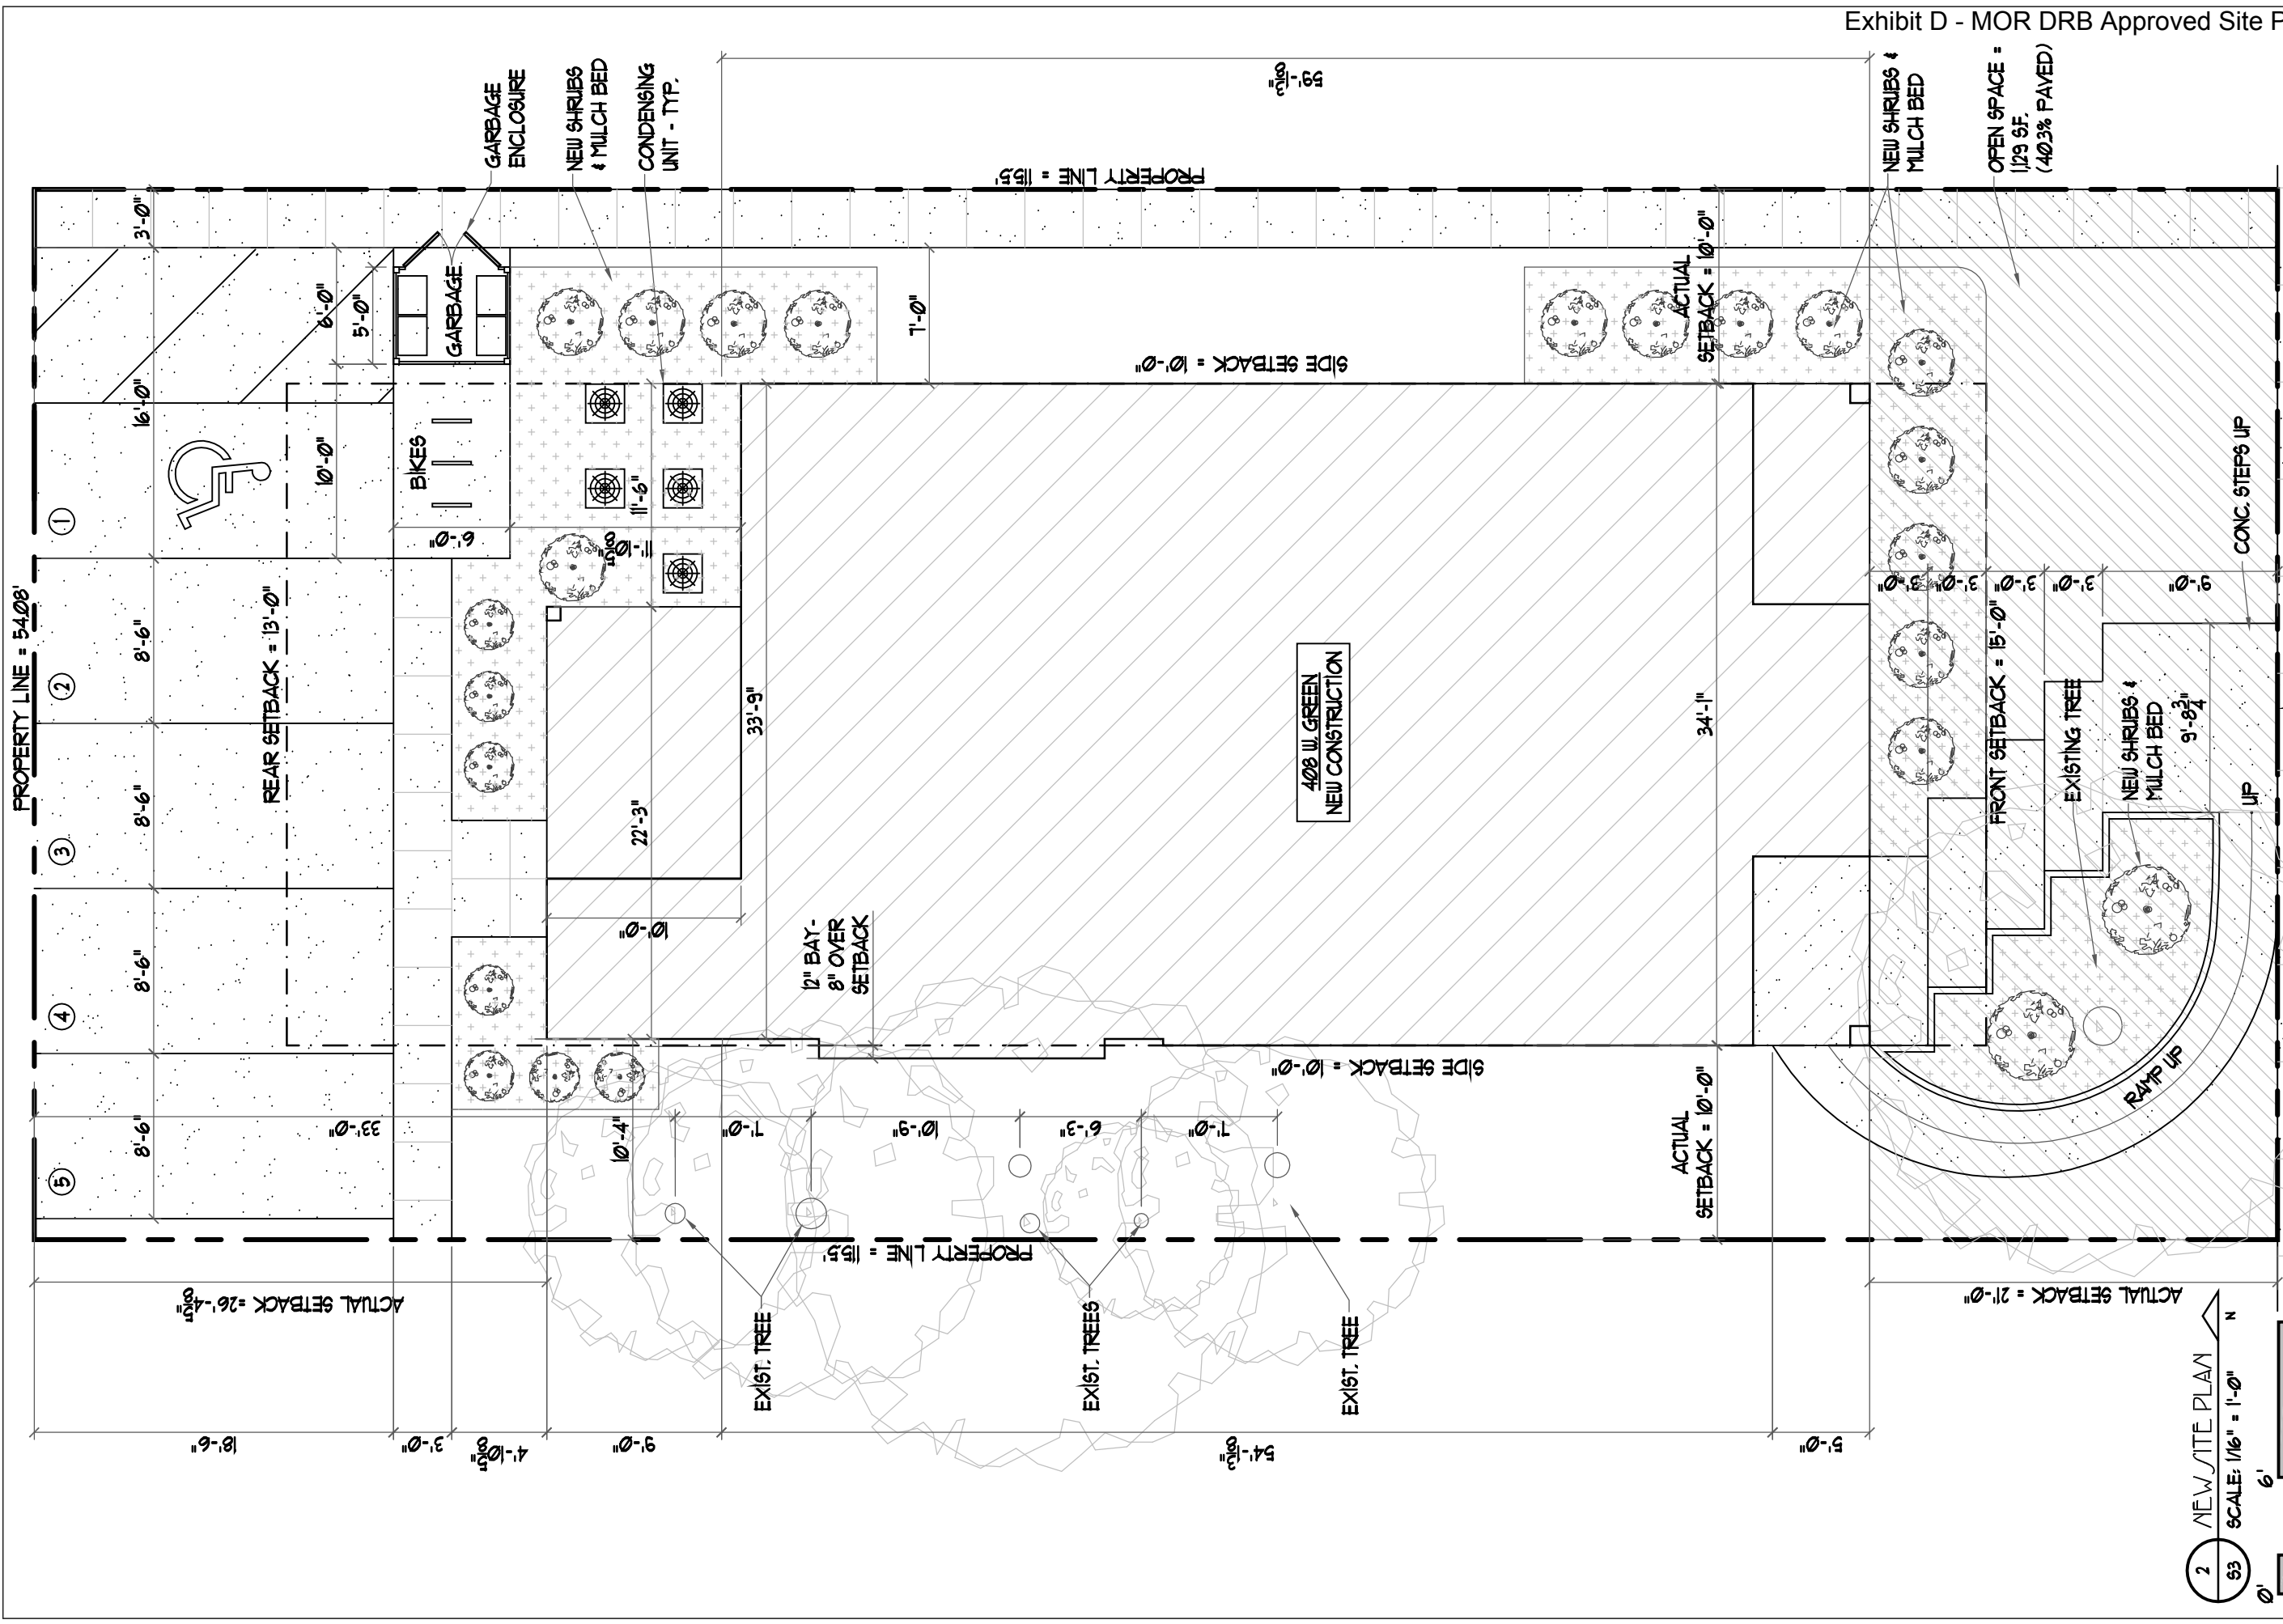 Exhibit D - MOR DRB Approved Site P
GARBAGE
ENCLOSURE
NEW SHRUBS
& MULCH BED
CONDENSING
UNIT - TYP.
59'-1 3/8"
NEW SHRUBS &
MULCH BED
OPEN SPACE =
1,129 S.F.
(40.3% PAVED)
PROPERTY LINE = 115.5'
3'-0"
16'-0"
6'-0"
5'-0"
10'-0"
GARBAGE
BIKES
6'-0"
7'-0"
SIDE SETBACK = 10'-0"
ACTUAL
SETBACK = 10'-0"
11'-6"
11'-10 5/8"
PROPERTY LINE = 54.08'
REAR SETBACK = 13'-0"
1
2
3
4
5
8'-6"
8'-6"
8'-6"
8'-6"
33'-9"
22'-3"
10'-0"
408 W. GREEN
NEW CONSTRUCTION
34'-1"
3'-0"
3'-0"
3'-0"
3'-0"
9'-0"
CONC. STEPS UP
FRONT SETBACK = 15'-0"
EXISTING TREE
NEW SHRUBS &
MULCH BED
9'-8 3/4"
UP
RAMP UP
12" BAY -
8" OVER
SETBACK
SIDE SETBACK = 10'-0"
33'-0"
10'-4"
7'-0"
10'-9"
6'-3"
7'-0"
ACTUAL
SETBACK = 10'-0"
PROPERTY LINE = 115.5'
ACTUAL SETBACK = 26'-4 5/8"
ACTUAL SETBACK = 21'-0"
EXIST. TREE
EXIST. TREES
EXIST. TREE
18'-6"
3'-0"
4'-10 5/8"
9'-0"
54'-1 3/8"
5'-0"
2
S3
NEW SITE PLAN
SCALE: 1/16" = 1'-0"
N
0'
6'